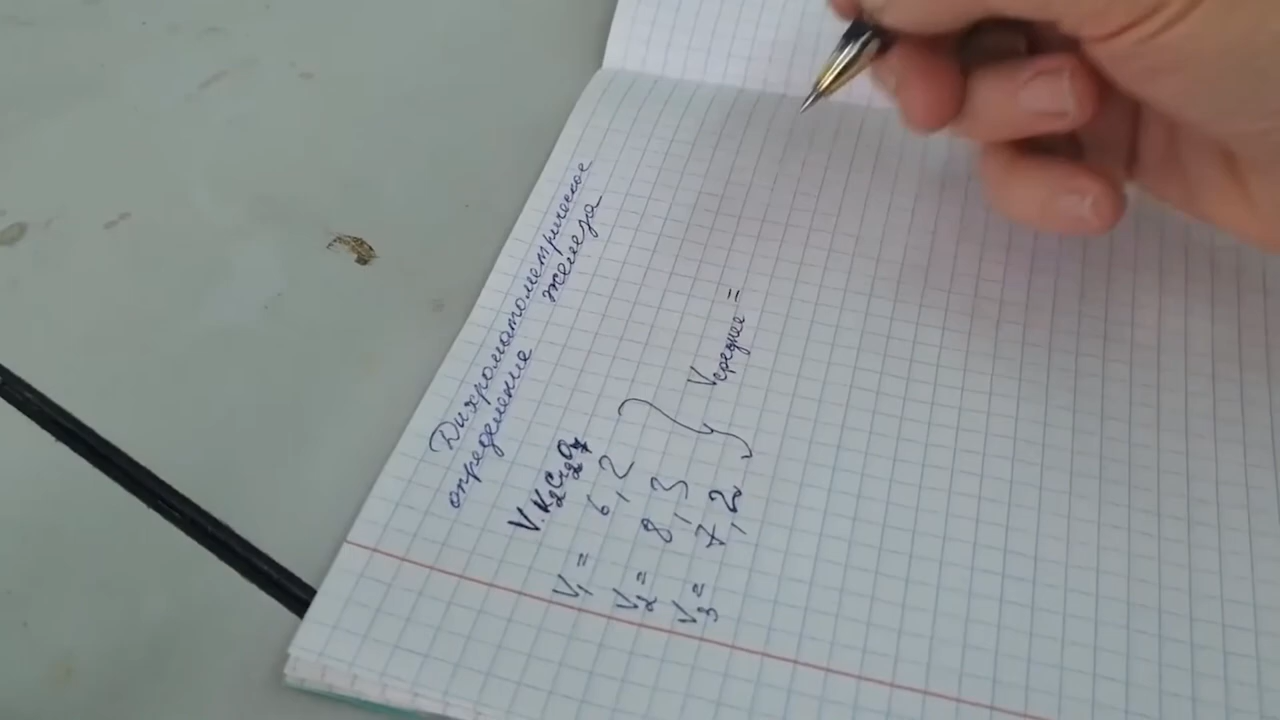 Дихроматометрическое
определение железа
V. K₂Cr₂O₇
V₁ = 6,2
V₂ = 8,3
V₃ = 7,2
} Vсреднее =